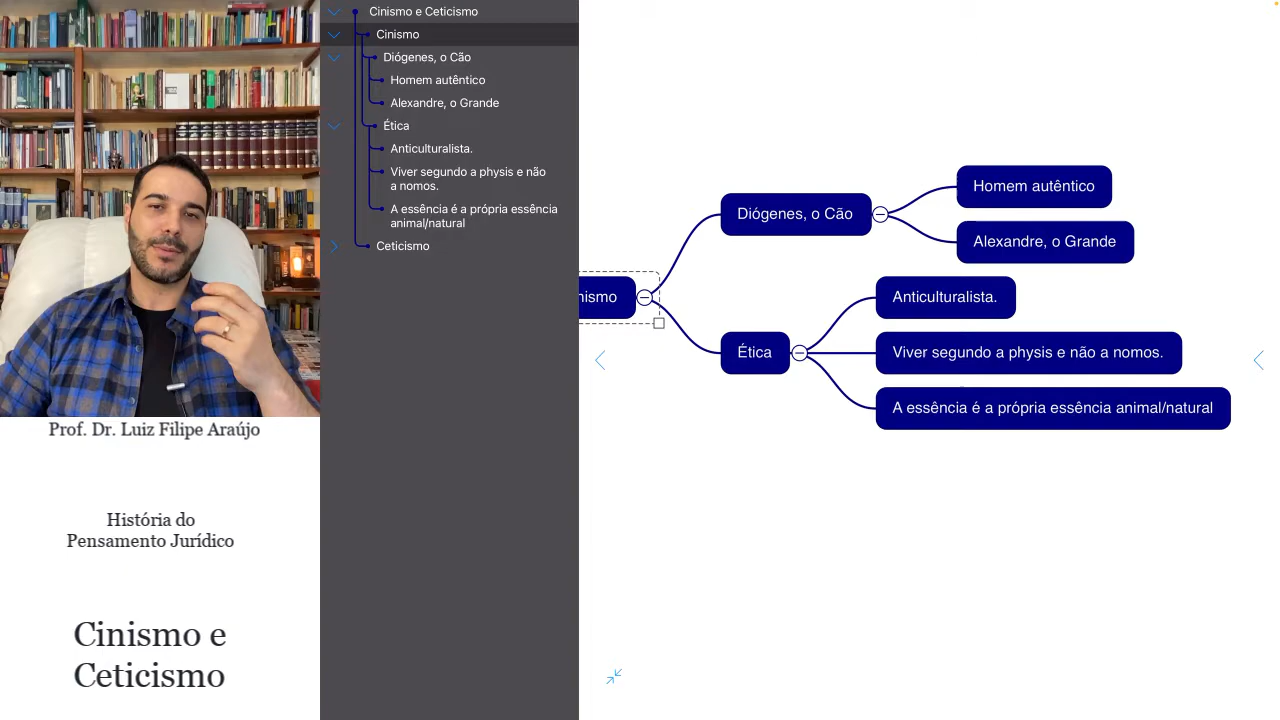 Prof. Dr. Luiz Filipe Araújo
História do
Pensamento Jurídico
Cinismo e
Ceticismo
Cinismo e Ceticismo
Cinismo
Diógenes, o Cão
Homem autêntico
Alexandre, o Grande
Ética
Anticulturalista.
Viver segundo a physis e não
a nomos.
A essência é a própria essência
animal/natural
Ceticismo
nismo
Diógenes, o Cão
Homem autêntico
Alexandre, o Grande
Ética
Anticulturalista.
Viver segundo a physis e não a nomos.
A essência é a própria essência animal/natural